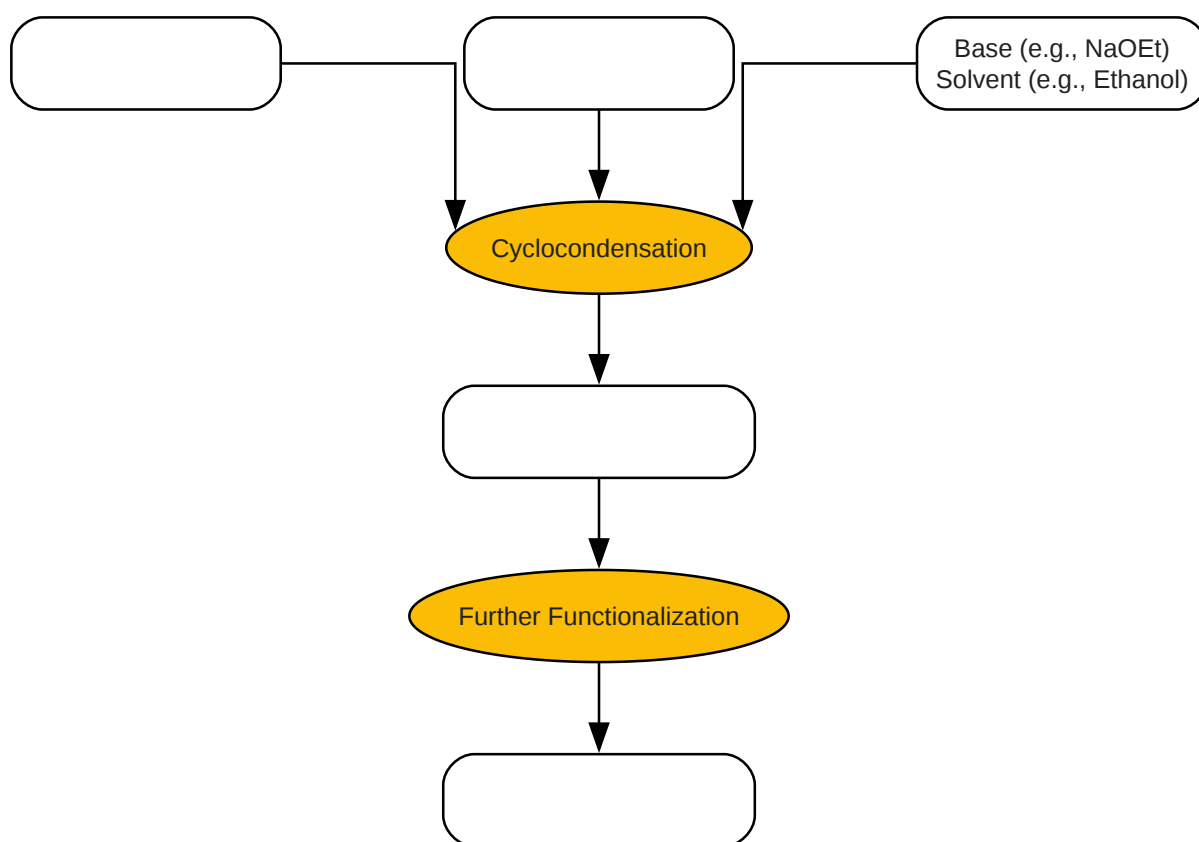 Base (e.g., NaOEt)
Solvent (e.g., Ethanol)
Cyclocondensation
Further Functionalization